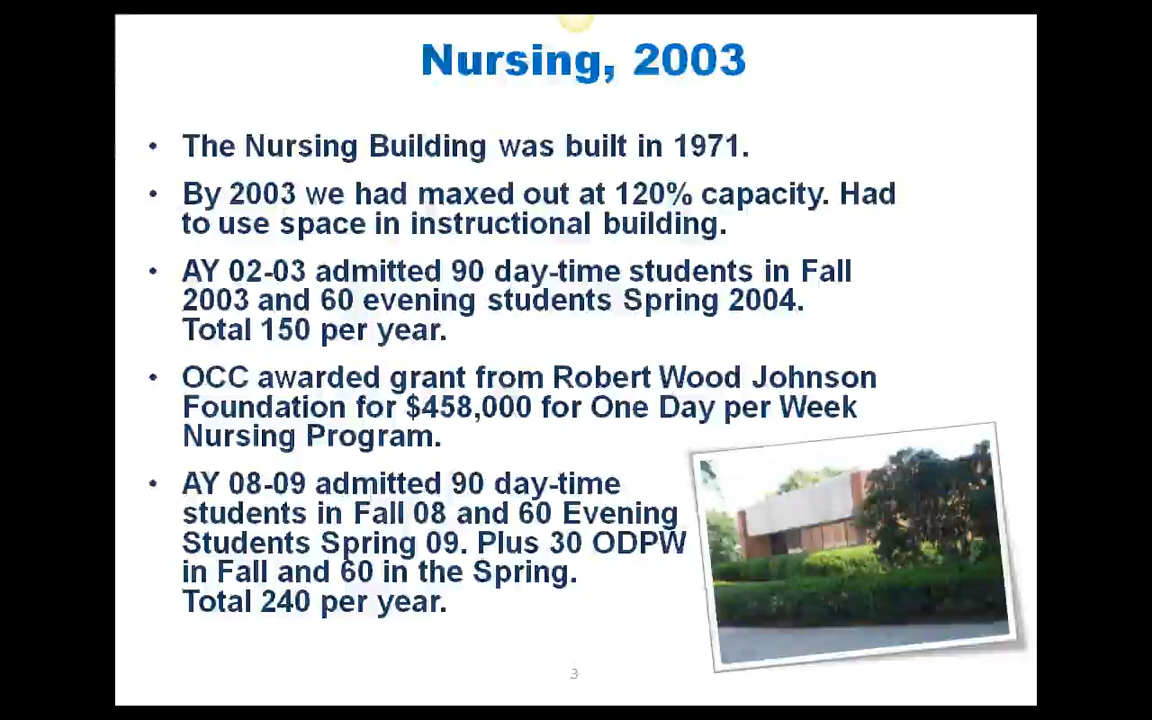 Nursing, 2003
• The Nursing Building was built in 1971.
• By 2003 we had maxed out at 120% capacity. Had
to use space in instructional building.
• AY 02-03 admitted 90 day-time students in Fall
2003 and 60 evening students Spring 2004.
Total 150 per year.
• OCC awarded grant from Robert Wood Johnson
Foundation for $458,000 for One Day per Week
Nursing Program.
• AY 08-09 admitted 90 day-time
students in Fall 08 and 60 Evening
Students Spring 09. Plus 30 ODPW
in Fall and 60 in the Spring.
Total 240 per year.
3